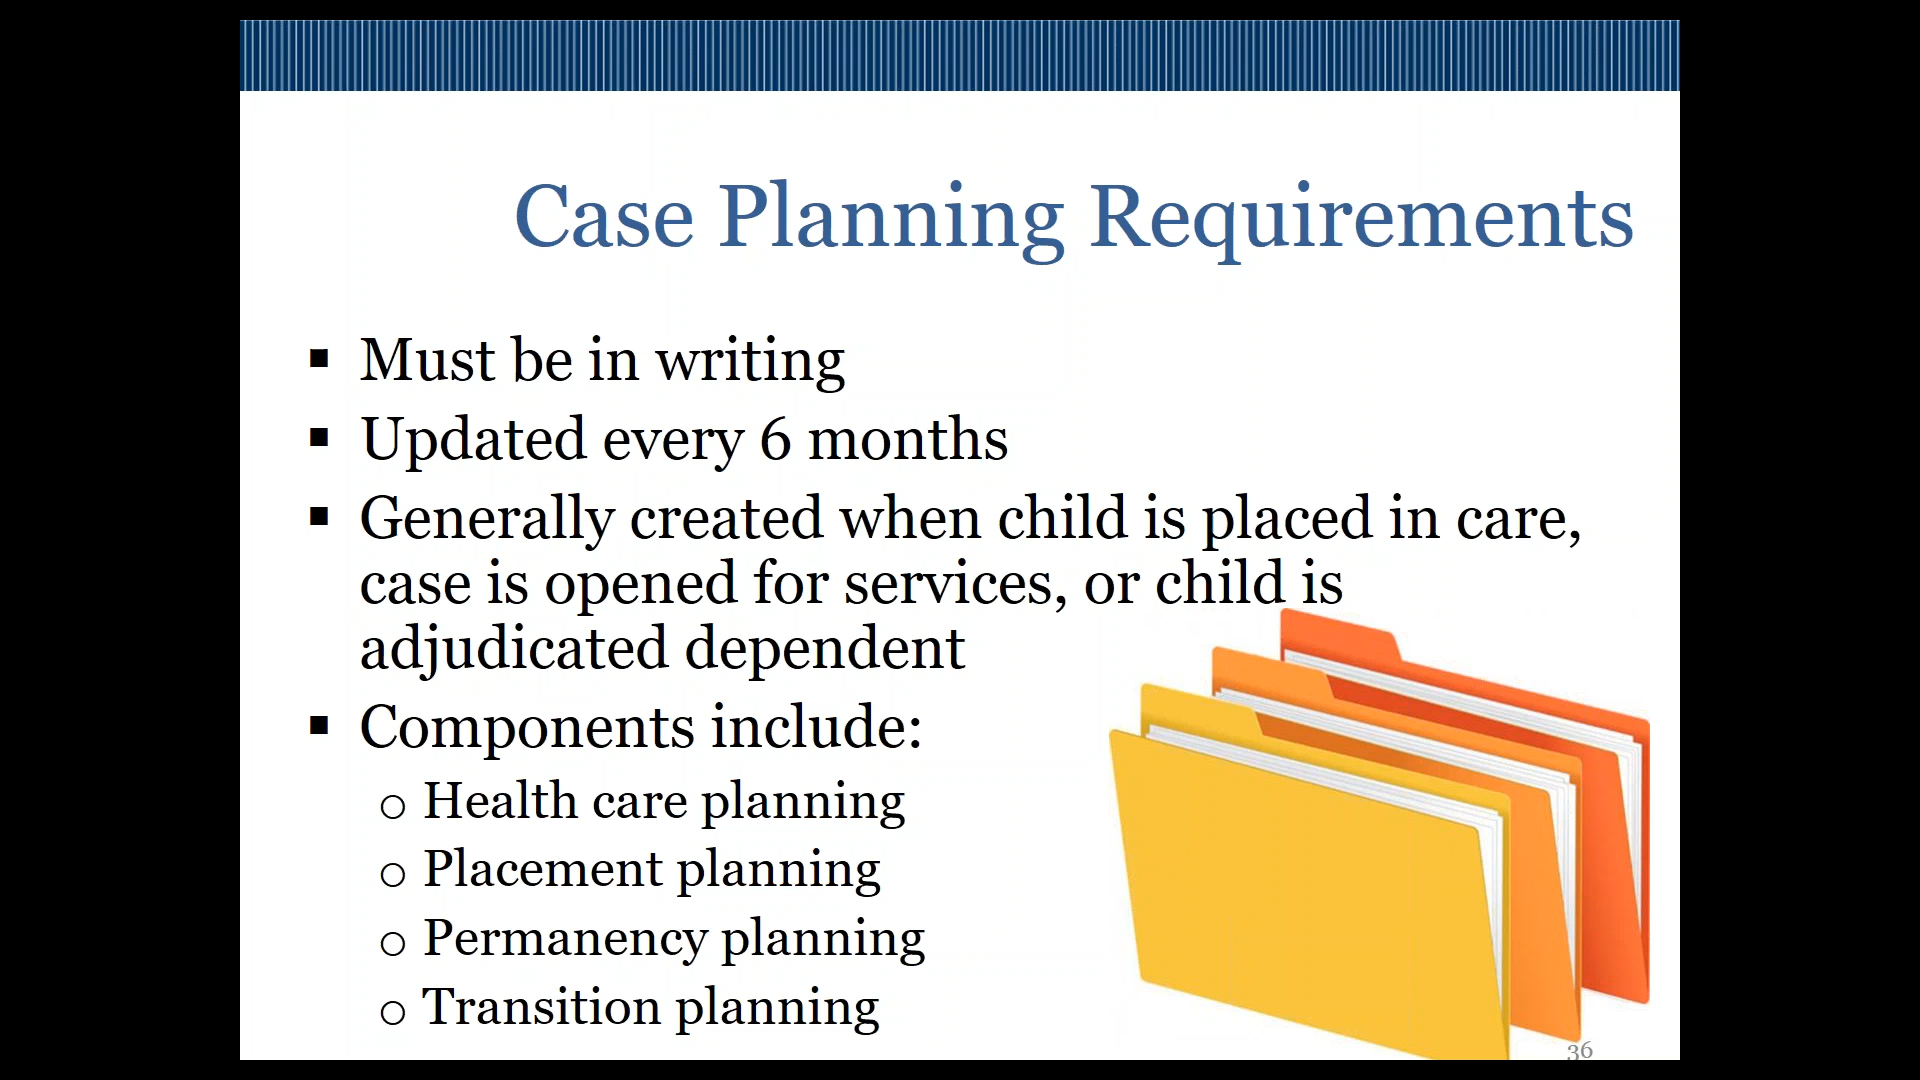 Case Planning Requirements
▪ Must be in writing
▪ Updated every 6 months
▪ Generally created when child is placed in care,
case is opened for services, or child is
adjudicated dependent
▪ Components include:
o Health care planning
o Placement planning
o Permanency planning
o Transition planning
36